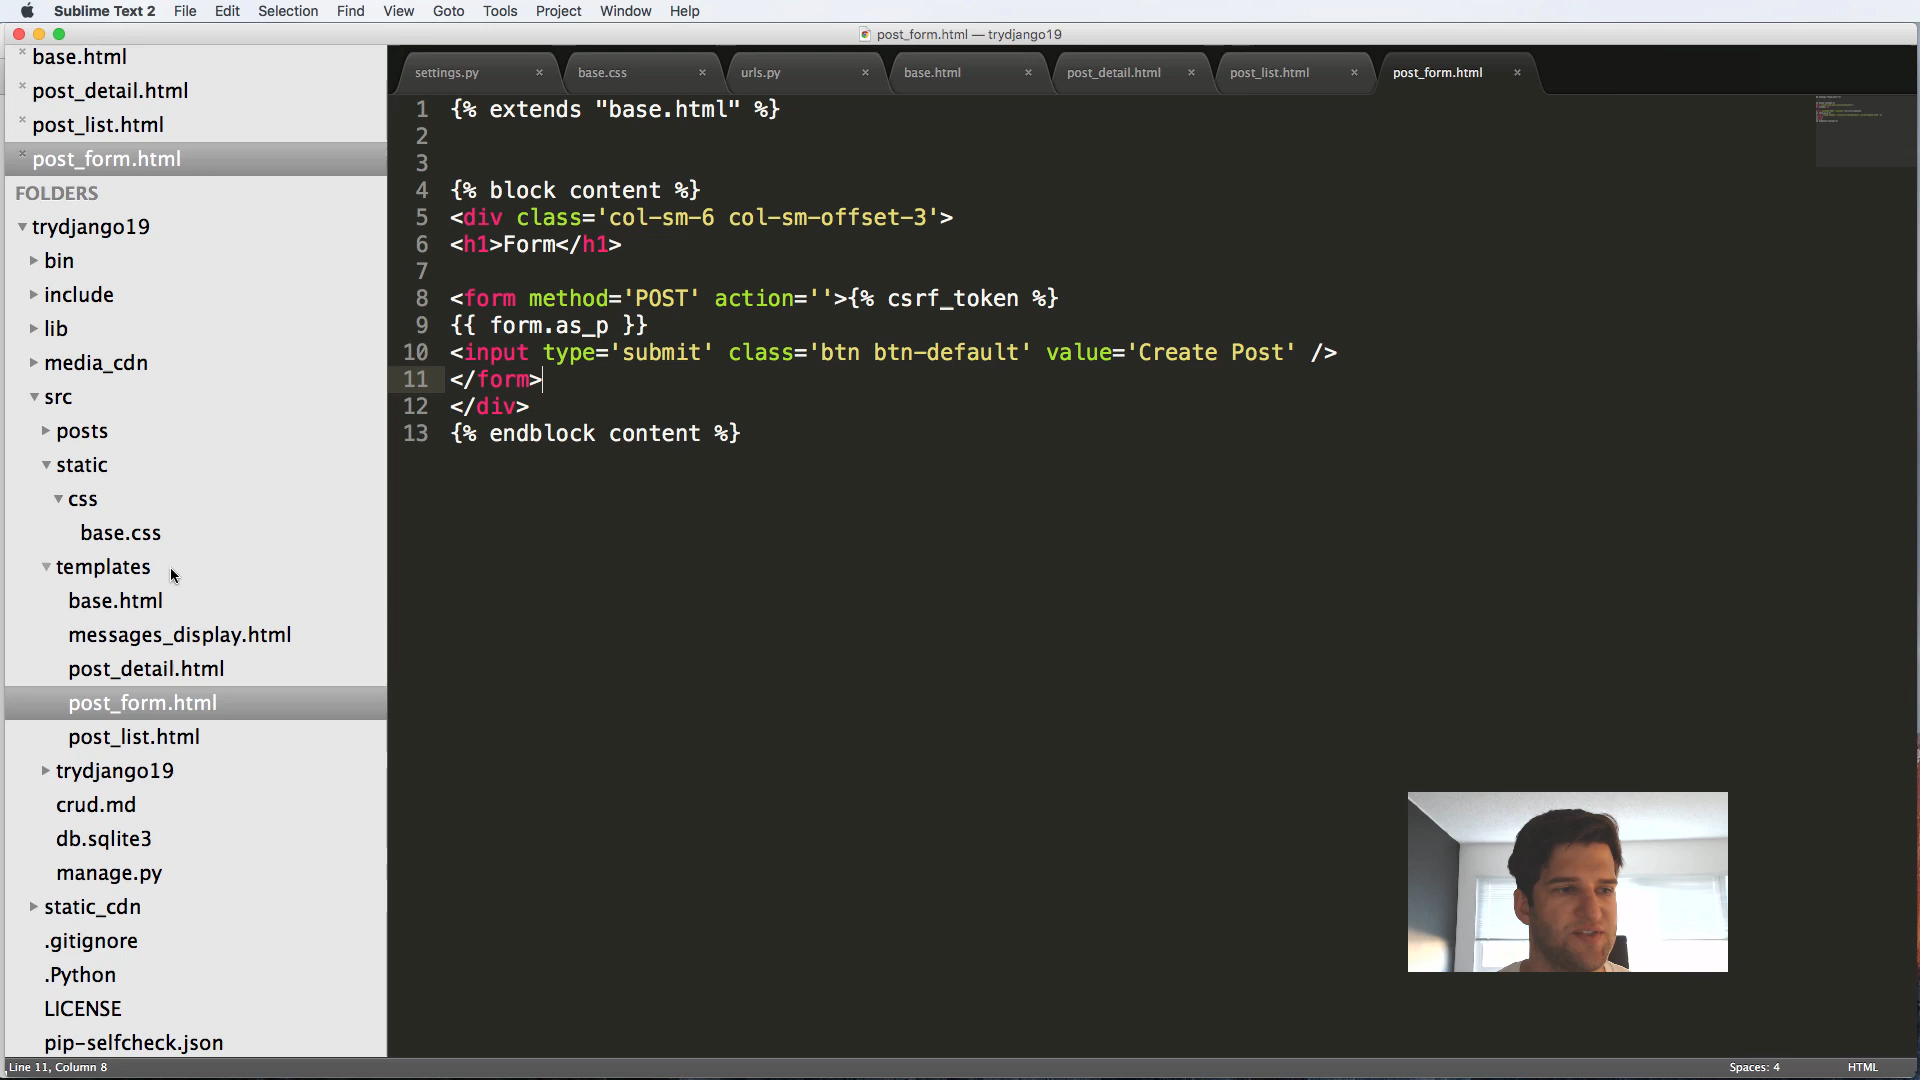 Sublime Text 2 File Edit Selection Find View Goto Tools Project Window Help
post_form.html — trydjango19
base.html
post_detail.html
post_list.html
post_form.html
FOLDERS
trydjango19
bin
include
lib
media_cdn
src
posts
static
css
base.css
templates
base.html
messages_display.html
post_detail.html
post_form.html
post_list.html
trydjango19
crud.md
db.sqlite3
manage.py
static_cdn
.gitignore
.Python
LICENSE
pip-selfcheck.json
settings.py base.css urls.py base.html post_detail.html post_list.html post_form.html
1 {% extends "base.html" %}
2
3
4 {% block content %}
5 <div class='col-sm-6 col-sm-offset-3'>
6 <h1>Form</h1>
7
8 <form method='POST' action=''>{% csrf_token %}
9 {{ form.as_p }}
10 <input type='submit' class='btn btn-default' value='Create Post' />
11 </form>
12 </div>
13 {% endblock content %}
Line 11, Column 8 Spaces: 4 HTML